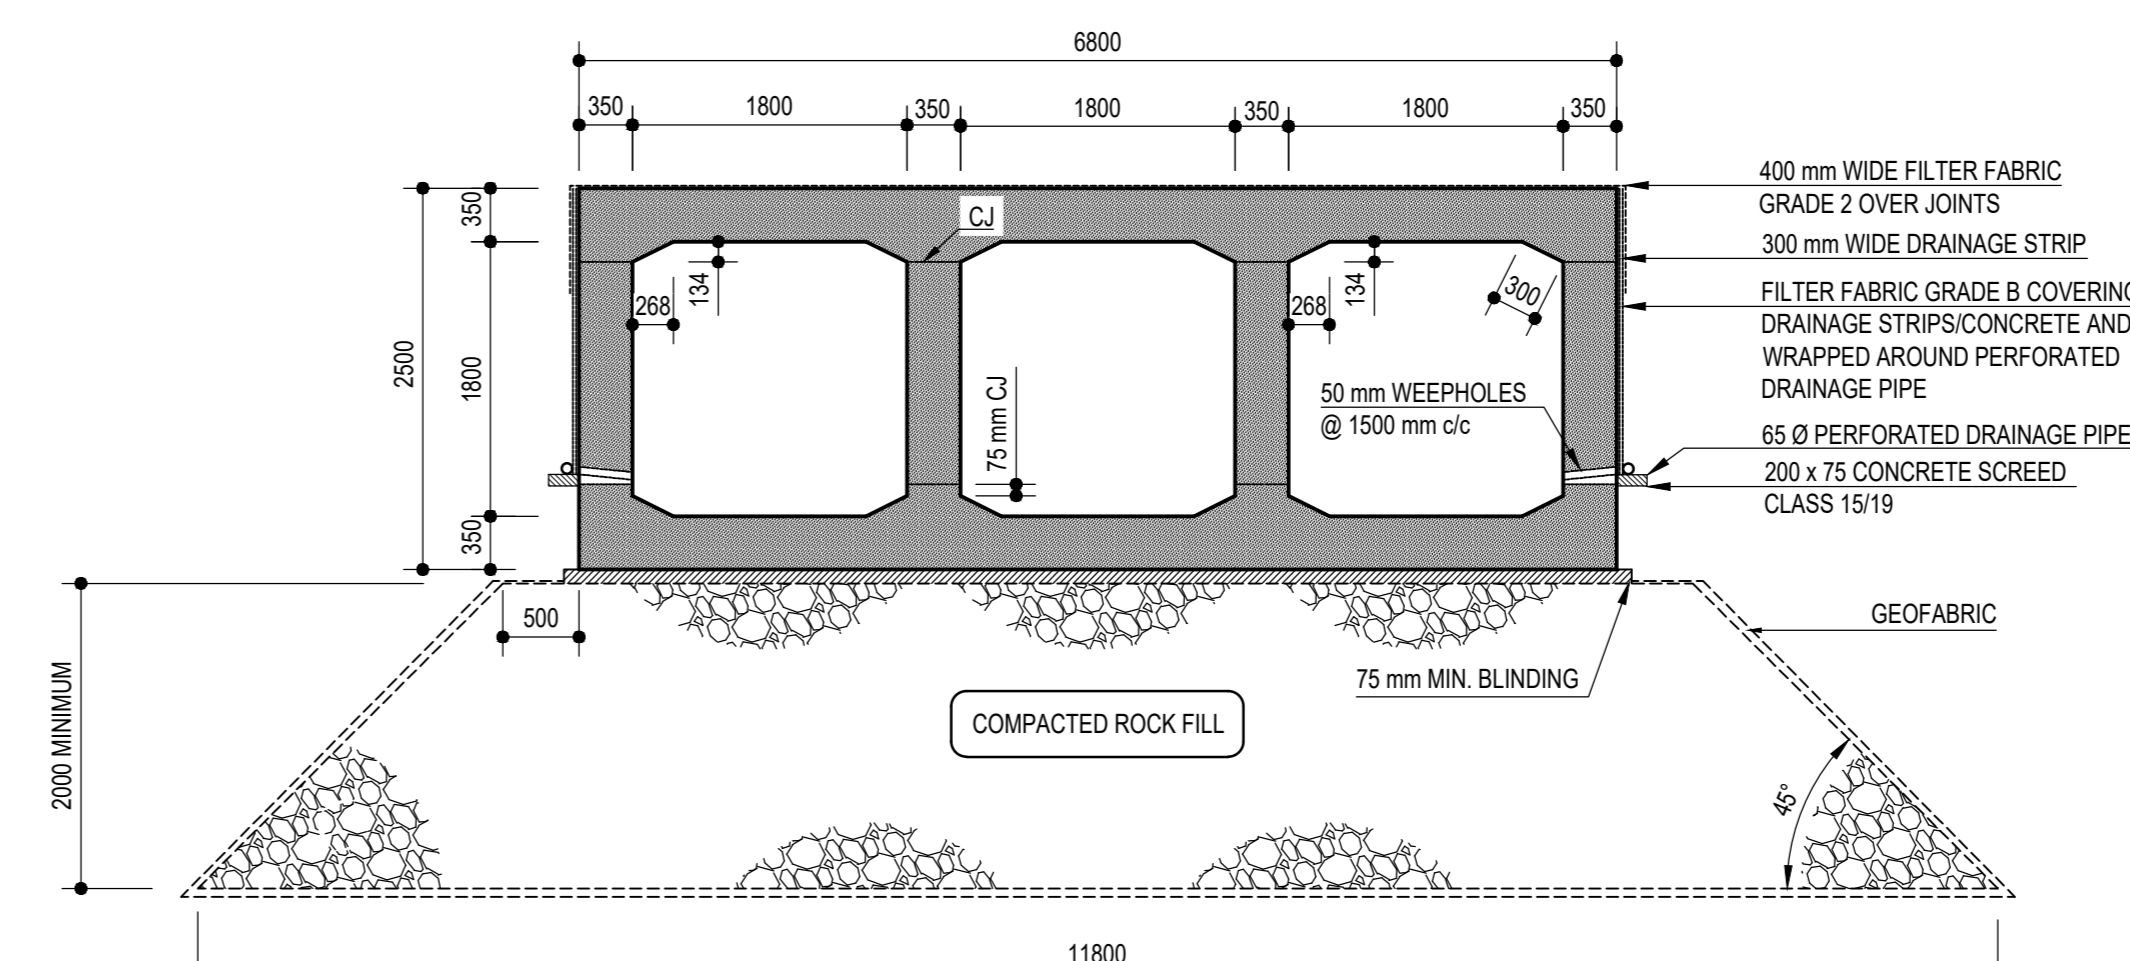 6800
350 1800 350 1800 350 1800 350
400 mm WIDE FILTER FABRIC
GRADE 2 OVER JOINTS
300 mm WIDE DRAINAGE STRIP
FILTER FABRIC GRADE B COVERING
DRAINAGE STRIPS/CONCRETE AND
WRAPPED AROUND PERFORATED
DRAINAGE PIPE
65 Ø PERFORATED DRAINAGE PIPE
200 x 75 CONCRETE SCREED
CLASS 15/19
CJ
350
2500
1800
350
134
268
134
268
300
75 mm CJ
50 mm WEEPHOLES
@ 1500 mm c/c
500
2000 MINIMUM
GEOFABRIC
75 mm MIN. BLINDING
COMPACTED ROCK FILL
45°
11800